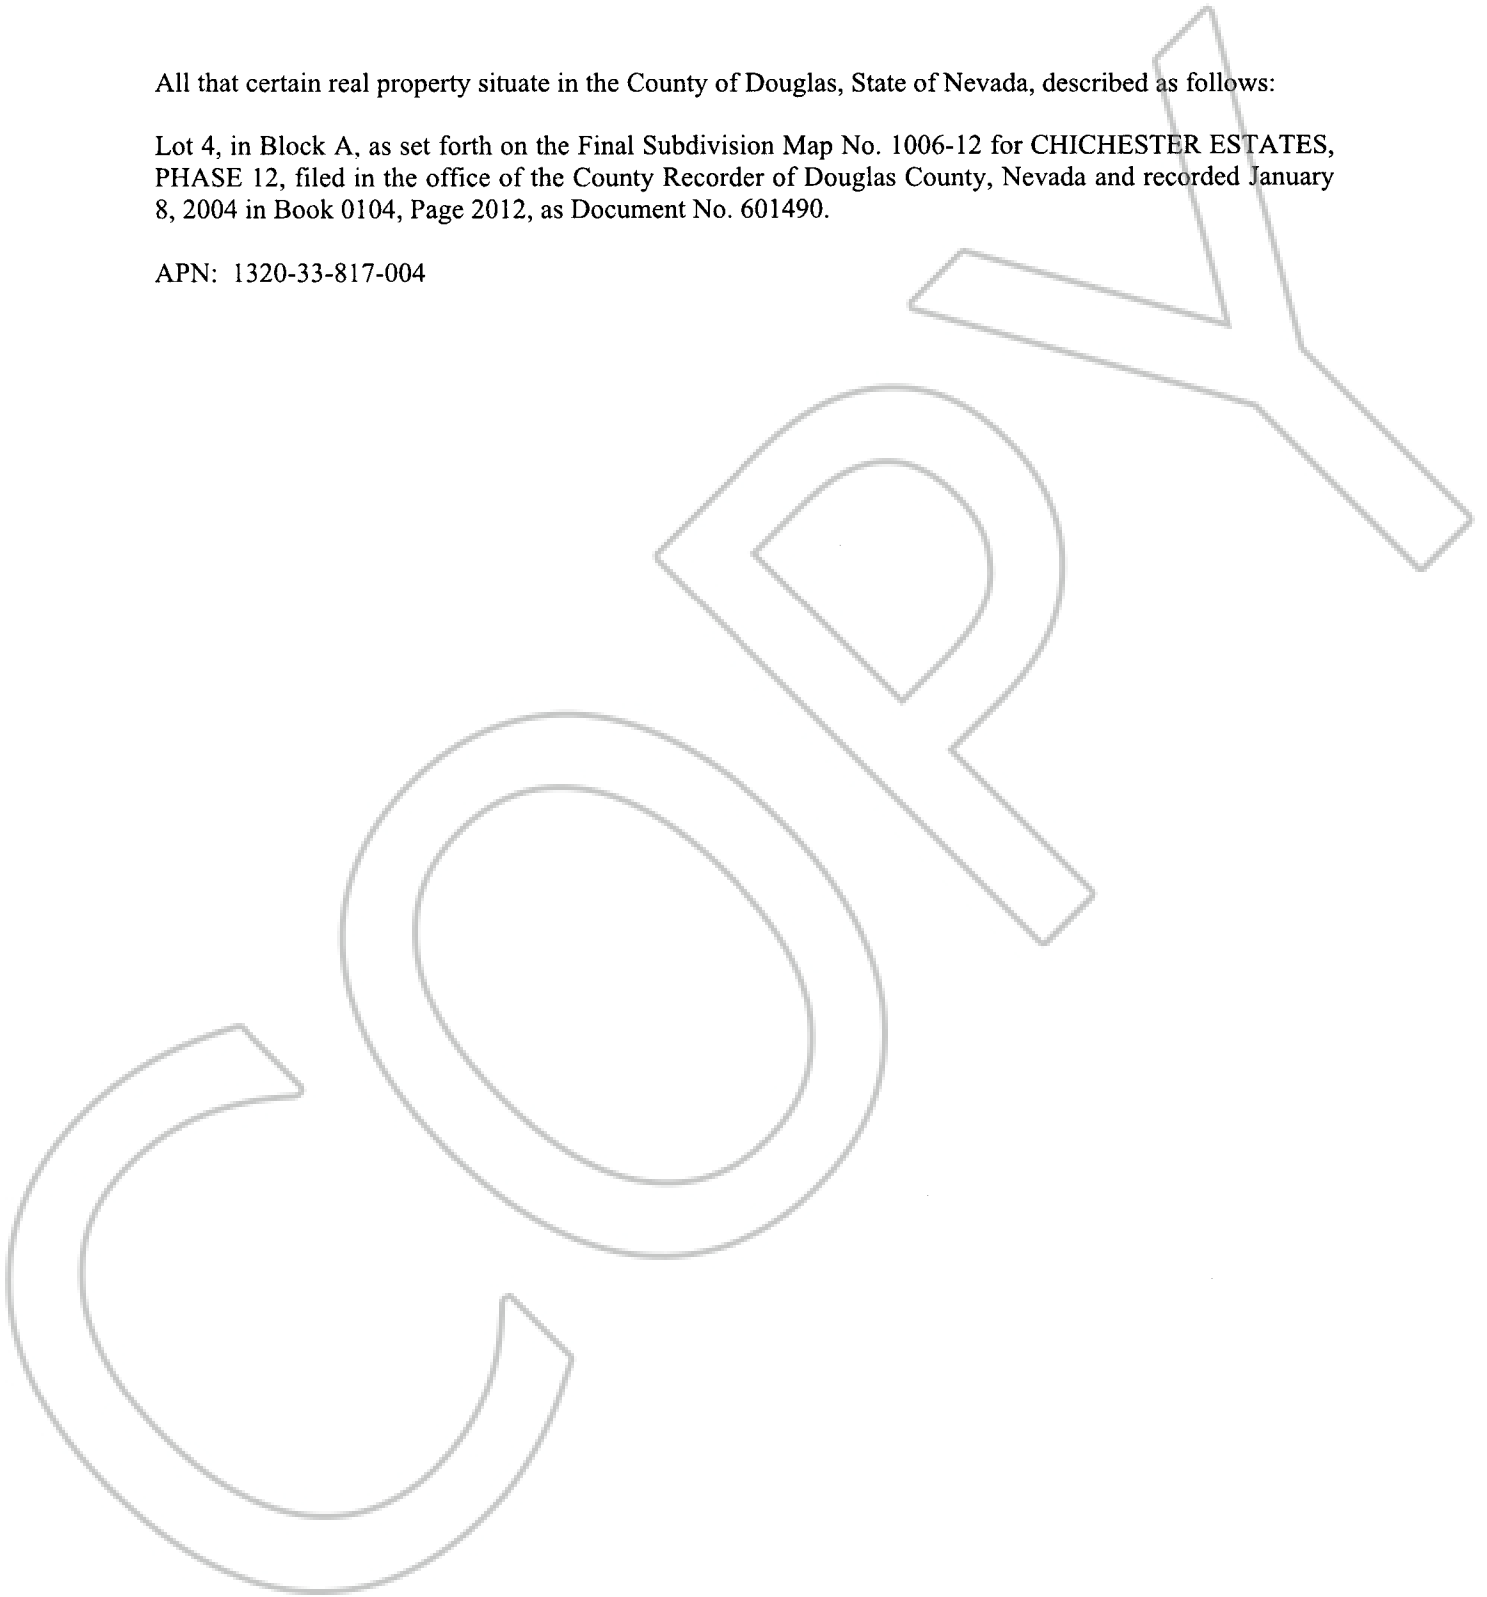 All that certain real property situate in the County of Douglas, State of Nevada, described as follows:
Lot 4, in Block A, as set forth on the Final Subdivision Map No. 1006-12 for CHICHESTER ESTATES,
PHASE 12, filed in the office of the County Recorder of Douglas County, Nevada and recorded January
8, 2004 in Book 0104, Page 2012, as Document No. 601490.
APN: 1320-33-817-004
COPY